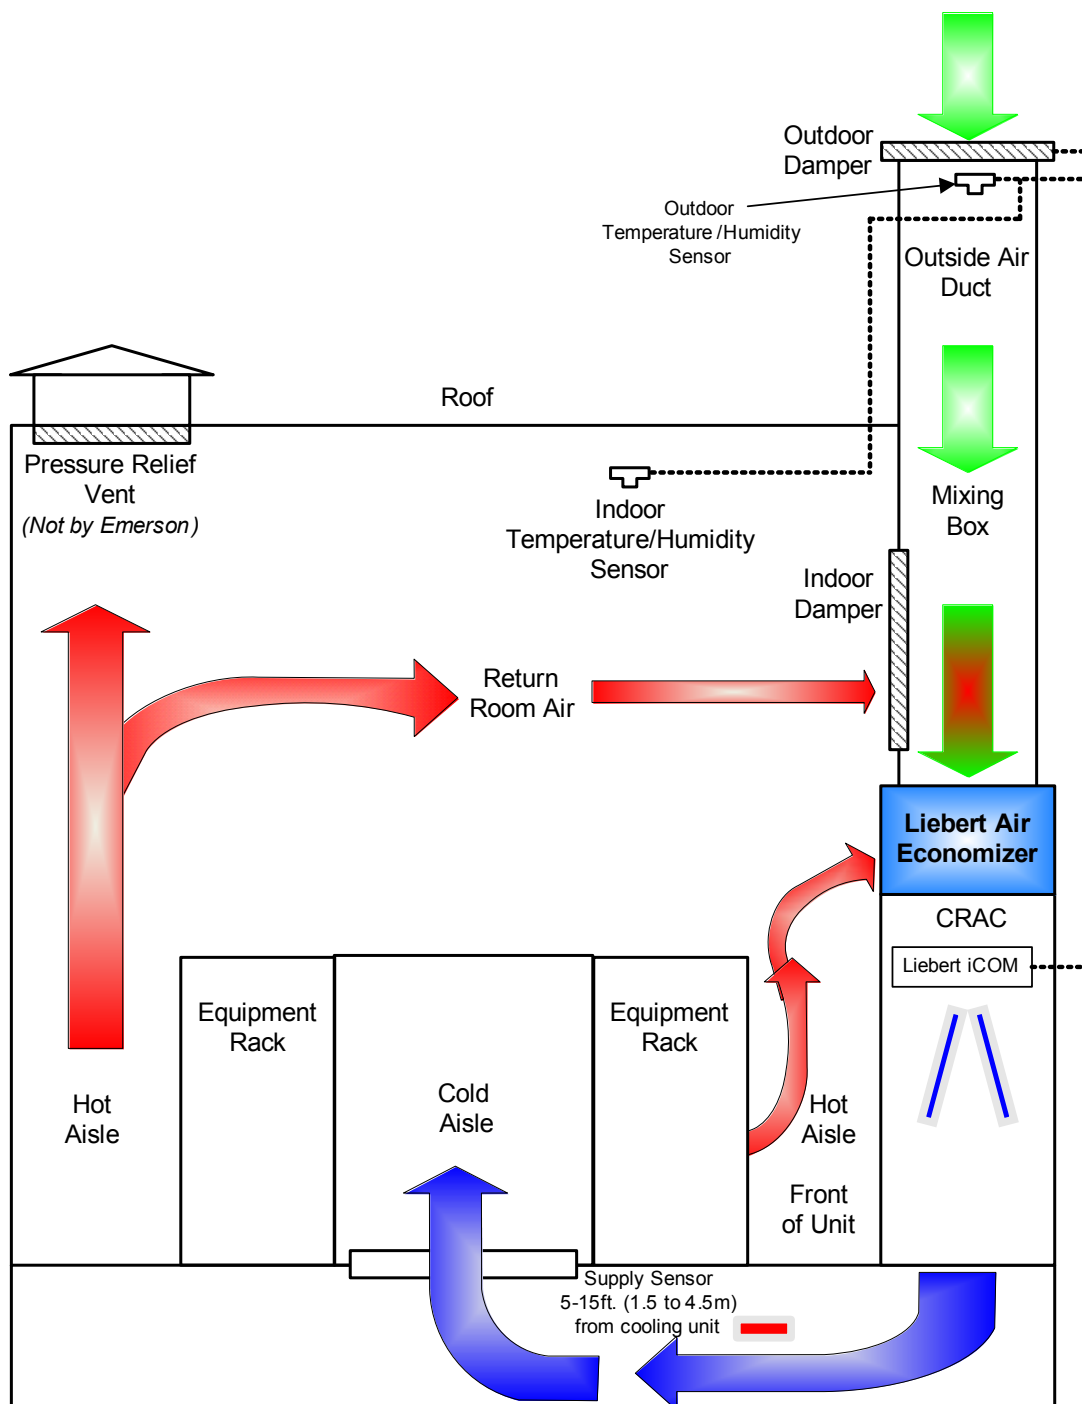 Outdoor
Damper
Outdoor
Temperature /Humidity
Sensor
Outside Air
Duct
Roof
Pressure Relief
Vent
(Not by Emerson)
Indoor
Temperature/Humidity
Sensor
Mixing
Box
Indoor
Damper
Return
Room Air
Liebert Air
Economizer
CRAC
Liebert iCOM
Equipment
Rack
Equipment
Rack
Cold
Aisle
Hot
Aisle
Hot
Aisle
Front
of Unit
Supply Sensor
5-15ft. (1.5 to 4.5m)
from cooling unit